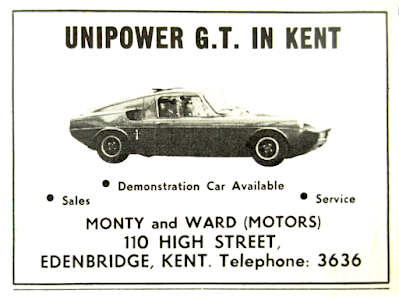 UNIPOWER G.T. IN KENT
• Demonstration Car Available
• Sales
• Service
MONTY and WARD (MOTORS)
110 HIGH STREET,
EDENBRIDGE, KENT. Telephone: 3636